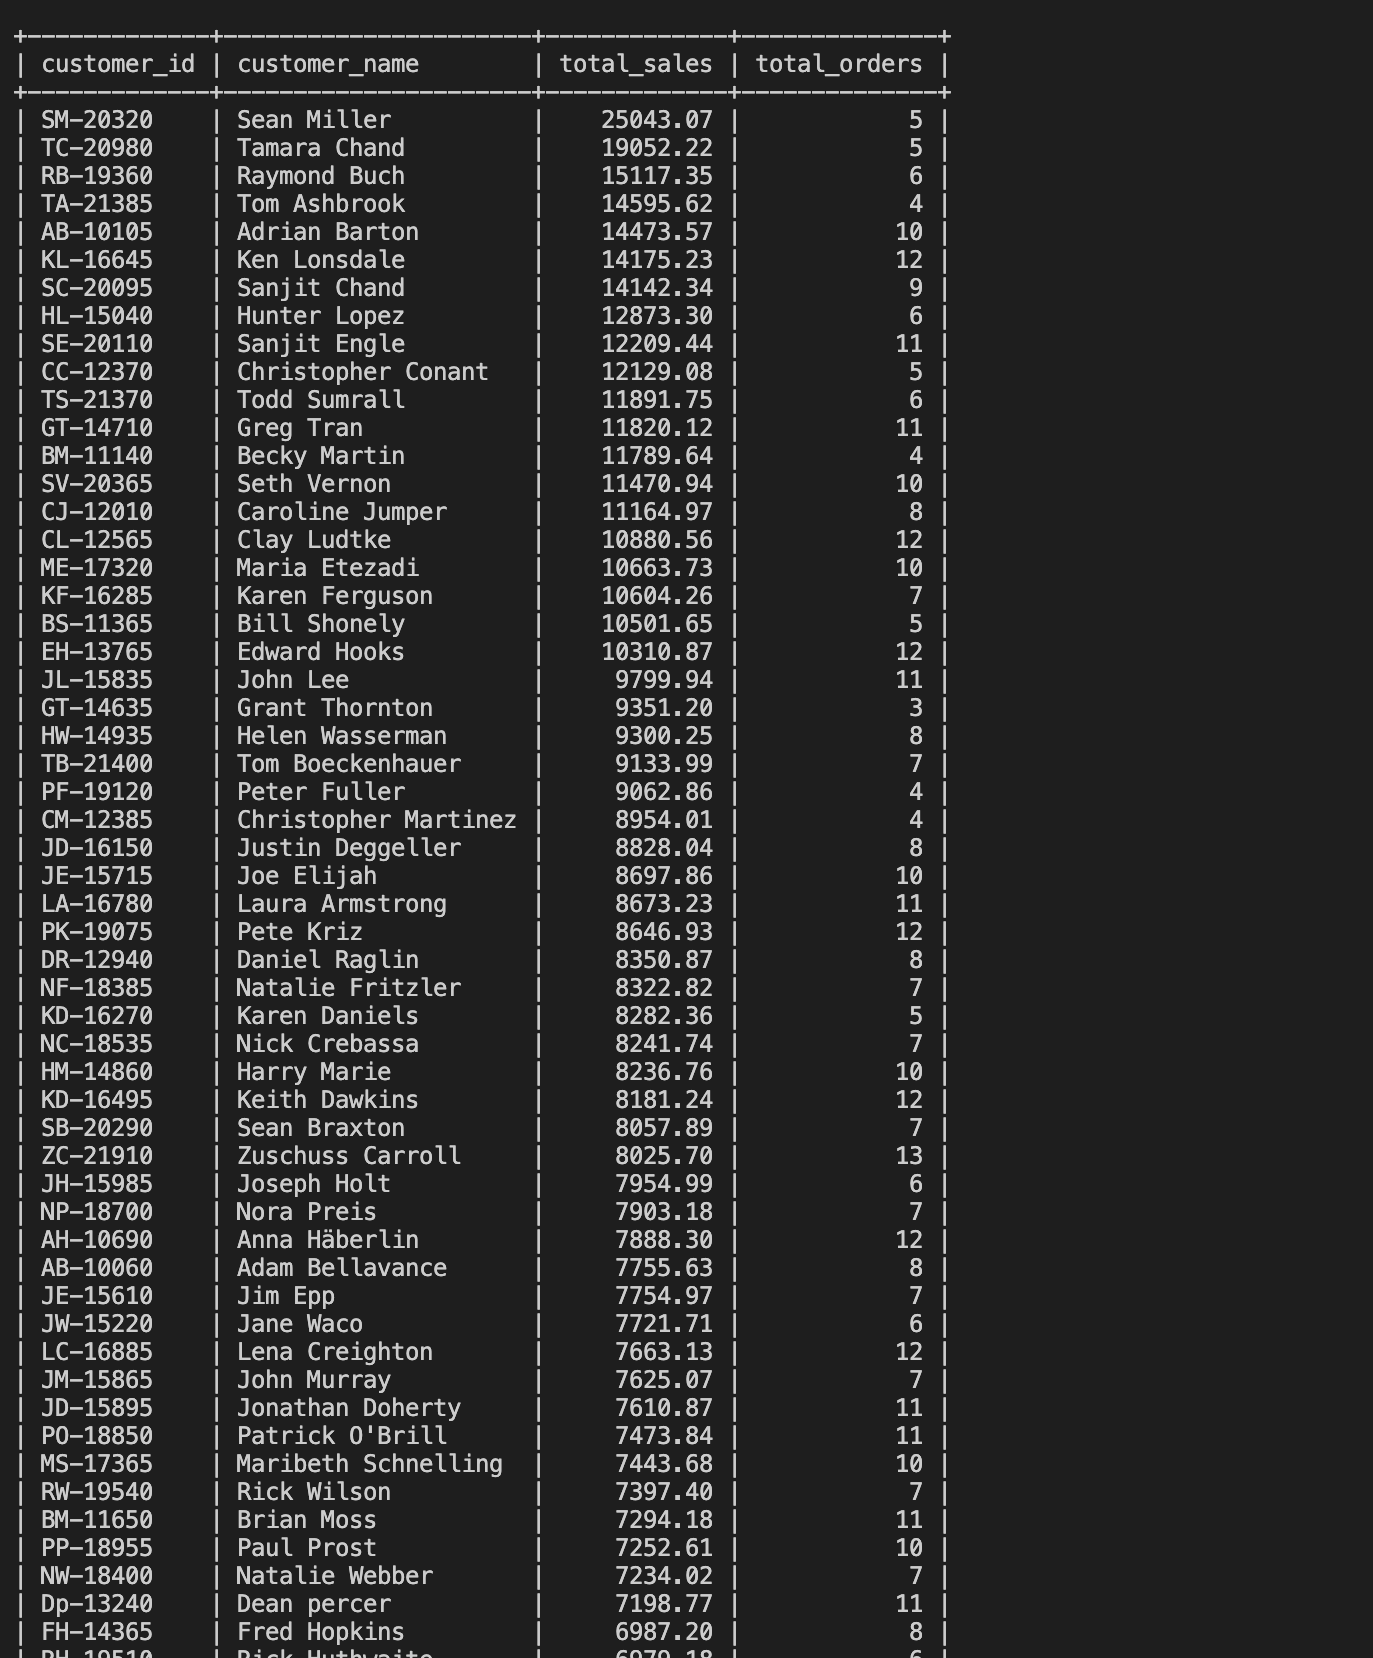 +-------------+----------------------+-------------+--------------+
| customer_id | customer_name        | total_sales | total_orders |
+-------------+----------------------+-------------+--------------+
| SM-20320    | Sean Miller          |    25043.07 |            5 |
| TC-20980    | Tamara Chand         |    19052.22 |            5 |
| RB-19360    | Raymond Buch         |    15117.35 |            6 |
| TA-21385    | Tom Ashbrook         |    14595.62 |            4 |
| AB-10105    | Adrian Barton        |    14473.57 |           10 |
| KL-16645    | Ken Lonsdale         |    14175.23 |           12 |
| SC-20095    | Sanjit Chand         |    14142.34 |            9 |
| HL-15040    | Hunter Lopez         |    12873.30 |            6 |
| SE-20110    | Sanjit Engle         |    12209.44 |           11 |
| CC-12370    | Christopher Conant   |    12129.08 |            5 |
| TS-21370    | Todd Sumrall         |    11891.75 |            6 |
| GT-14710    | Greg Tran            |    11820.12 |           11 |
| BM-11140    | Becky Martin         |    11789.64 |            4 |
| SV-20365    | Seth Vernon          |    11470.94 |           10 |
| CJ-12010    | Caroline Jumper      |    11164.97 |            8 |
| CL-12565    | Clay Ludtke          |    10880.56 |           12 |
| ME-17320    | Maria Etezadi        |    10663.73 |           10 |
| KF-16285    | Karen Ferguson       |    10604.26 |            7 |
| BS-11365    | Bill Shonely         |    10501.65 |            5 |
| EH-13765    | Edward Hooks         |    10310.87 |           12 |
| JL-15835    | John Lee             |     9799.94 |           11 |
| GT-14635    | Grant Thornton       |     9351.20 |            3 |
| HW-14935    | Helen Wasserman      |     9300.25 |            8 |
| TB-21400    | Tom Boeckenhauer     |     9133.99 |            7 |
| PF-19120    | Peter Fuller         |     9062.86 |            4 |
| CM-12385    | Christopher Martinez |     8954.01 |            4 |
| JD-16150    | Justin Deggeller     |     8828.04 |            8 |
| JE-15715    | Joe Elijah           |     8697.86 |           10 |
| LA-16780    | Laura Armstrong      |     8673.23 |           11 |
| PK-19075    | Pete Kriz            |     8646.93 |           12 |
| DR-12940    | Daniel Raglin        |     8350.87 |            8 |
| NF-18385    | Natalie Fritzler     |     8322.82 |            7 |
| KD-16270    | Karen Daniels        |     8282.36 |            5 |
| NC-18535    | Nick Crebassa        |     8241.74 |            7 |
| HM-14860    | Harry Marie          |     8236.76 |           10 |
| KD-16495    | Keith Dawkins        |     8181.24 |           12 |
| SB-20290    | Sean Braxton         |     8057.89 |            7 |
| ZC-21910    | Zuschuss Carroll     |     8025.70 |           13 |
| JH-15985    | Joseph Holt          |     7954.99 |            6 |
| NP-18700    | Nora Preis           |     7903.18 |            7 |
| AH-10690    | Anna Häberlin        |     7888.30 |           12 |
| AB-10060    | Adam Bellavance      |     7755.63 |            8 |
| JE-15610    | Jim Epp              |     7754.97 |            7 |
| JW-15220    | Jane Waco            |     7721.71 |            6 |
| LC-16885    | Lena Creighton       |     7663.13 |           12 |
| JM-15865    | John Murray          |     7625.07 |            7 |
| JD-15895    | Jonathan Doherty     |     7610.87 |           11 |
| PO-18850    | Patrick O'Brill      |     7473.84 |           11 |
| MS-17365    | Maribeth Schnelling  |     7443.68 |           10 |
| RW-19540    | Rick Wilson          |     7397.40 |            7 |
| BM-11650    | Brian Moss           |     7294.18 |           11 |
| PP-18955    | Paul Prost           |     7252.61 |           10 |
| NW-18400    | Natalie Webber       |     7234.02 |            7 |
| Dp-13240    | Dean percer          |     7198.77 |           11 |
| FH-14365    | Fred Hopkins         |     6987.20 |            8 |